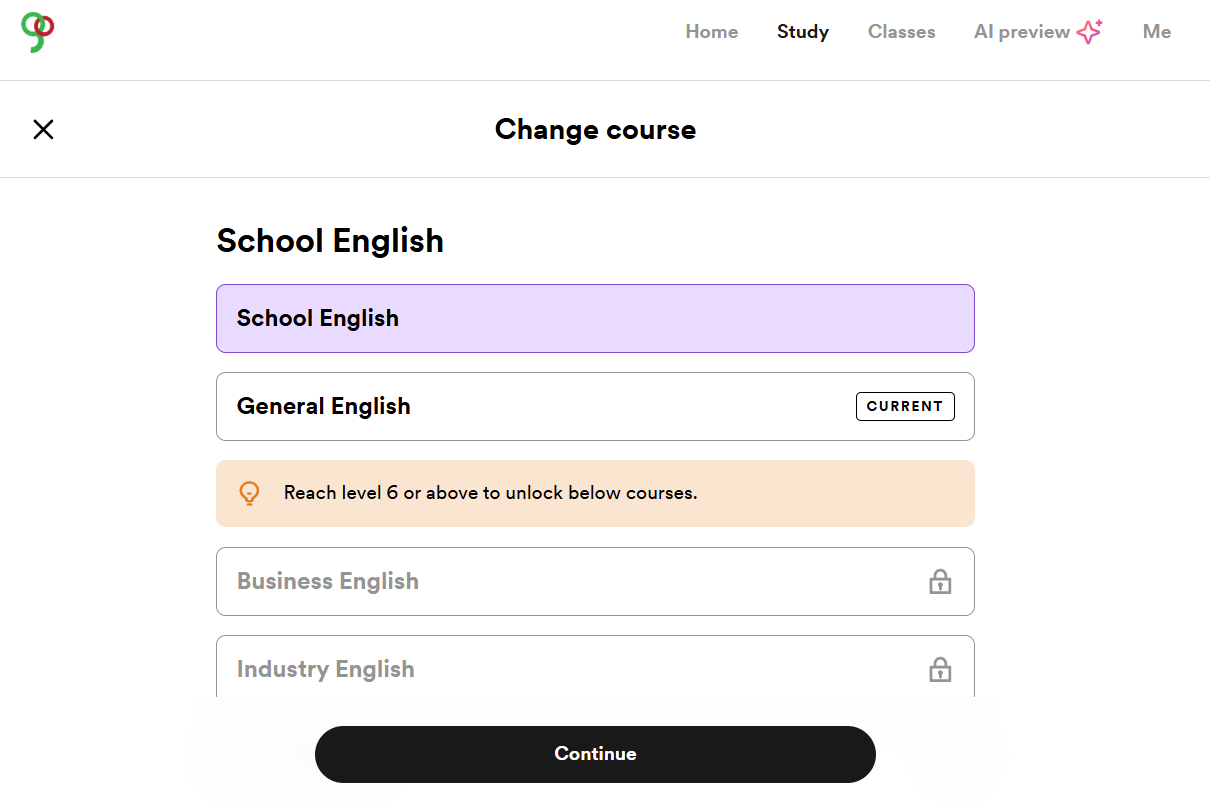 Home Study Classes AI preview Me
Change course
School English
School English
General English CURRENT
Reach level 6 or above to unlock below courses.
Business English
Industry English
Continue